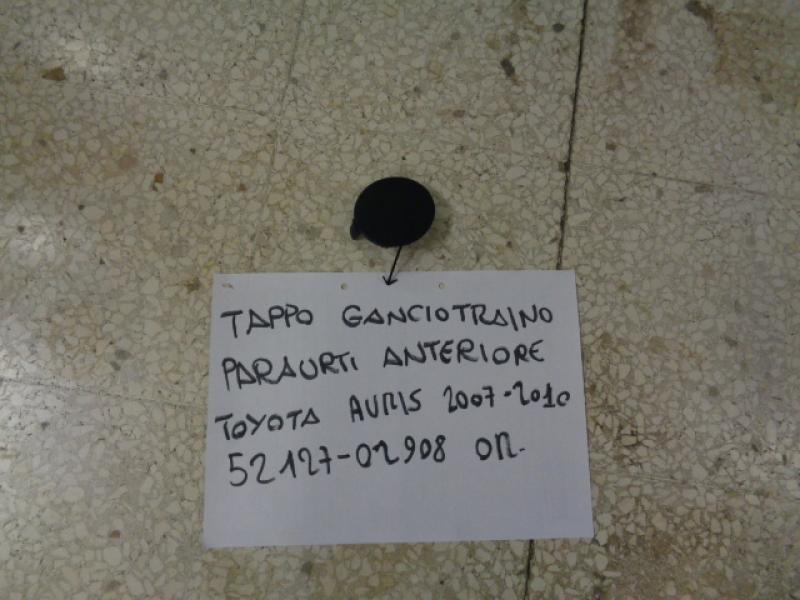 TAPPO GANCIOTRAINO
PARAURTI ANTERIORE
TOYOTA AURIS 2007-2010
52127-02908 OR.